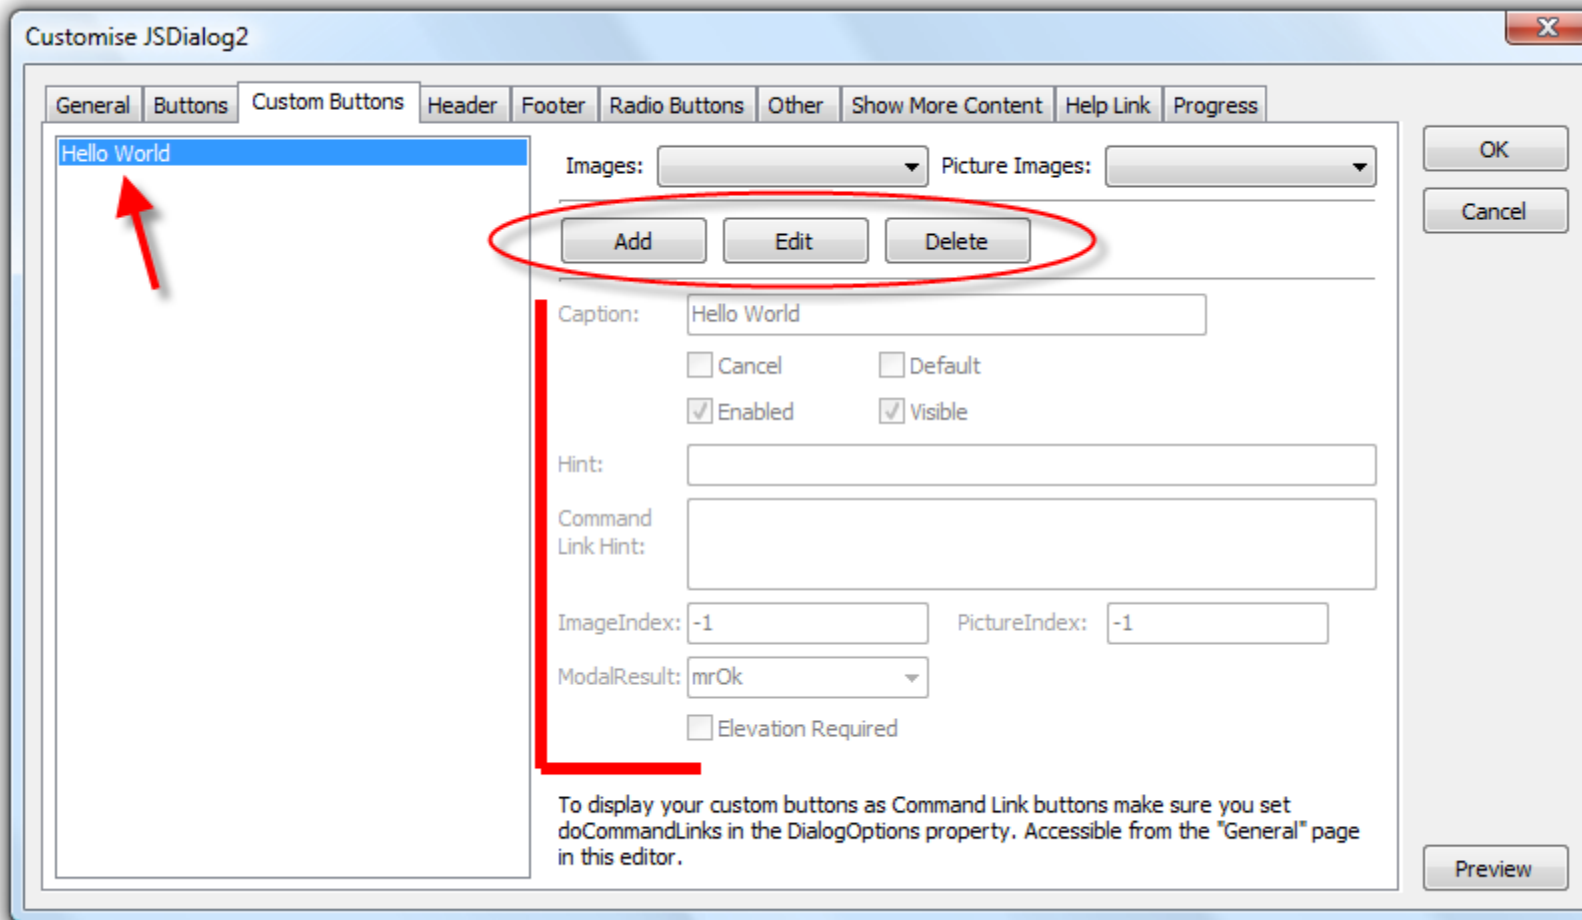 Customise JSDialog2
X
General Buttons Custom Buttons Header Footer Radio Buttons Other Show More Content Help Link Progress
Hello World
Images: Picture Images:
OK
Cancel
Add Edit Delete
Caption: Hello World
Cancel Default
Enabled Visible
Hint:
Command
Link Hint:
ImageIndex: -1 PictureIndex: -1
ModalResult: mrOk
Elevation Required
To display your custom buttons as Command Link buttons make sure you set
doCommandLinks in the DialogOptions property. Accessible from the "General" page
in this editor.
Preview